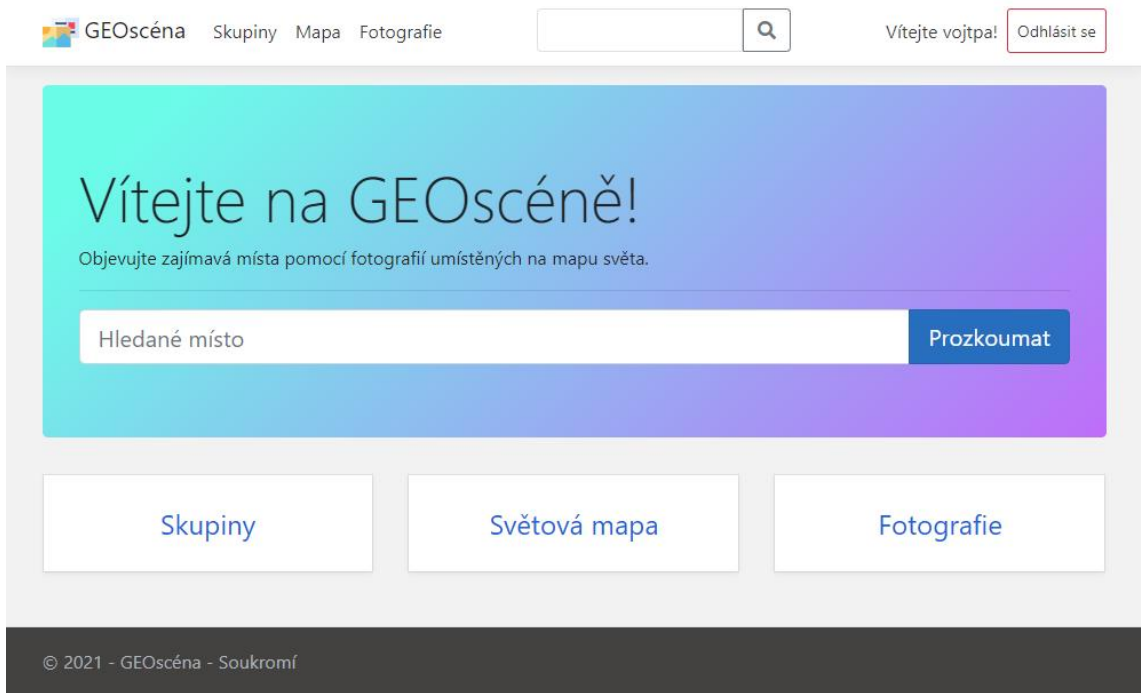 GEOscéna Skupiny Mapa Fotografie Vítejte vojtpa! Odhlásit se
Vítejte na GEOscéně!
Objevujte zajímavá místa pomocí fotografií umístěných na mapu světa.
Hledané místo Prozkoumat
Skupiny Světová mapa Fotografie
© 2021 - GEOscéna - Soukromí